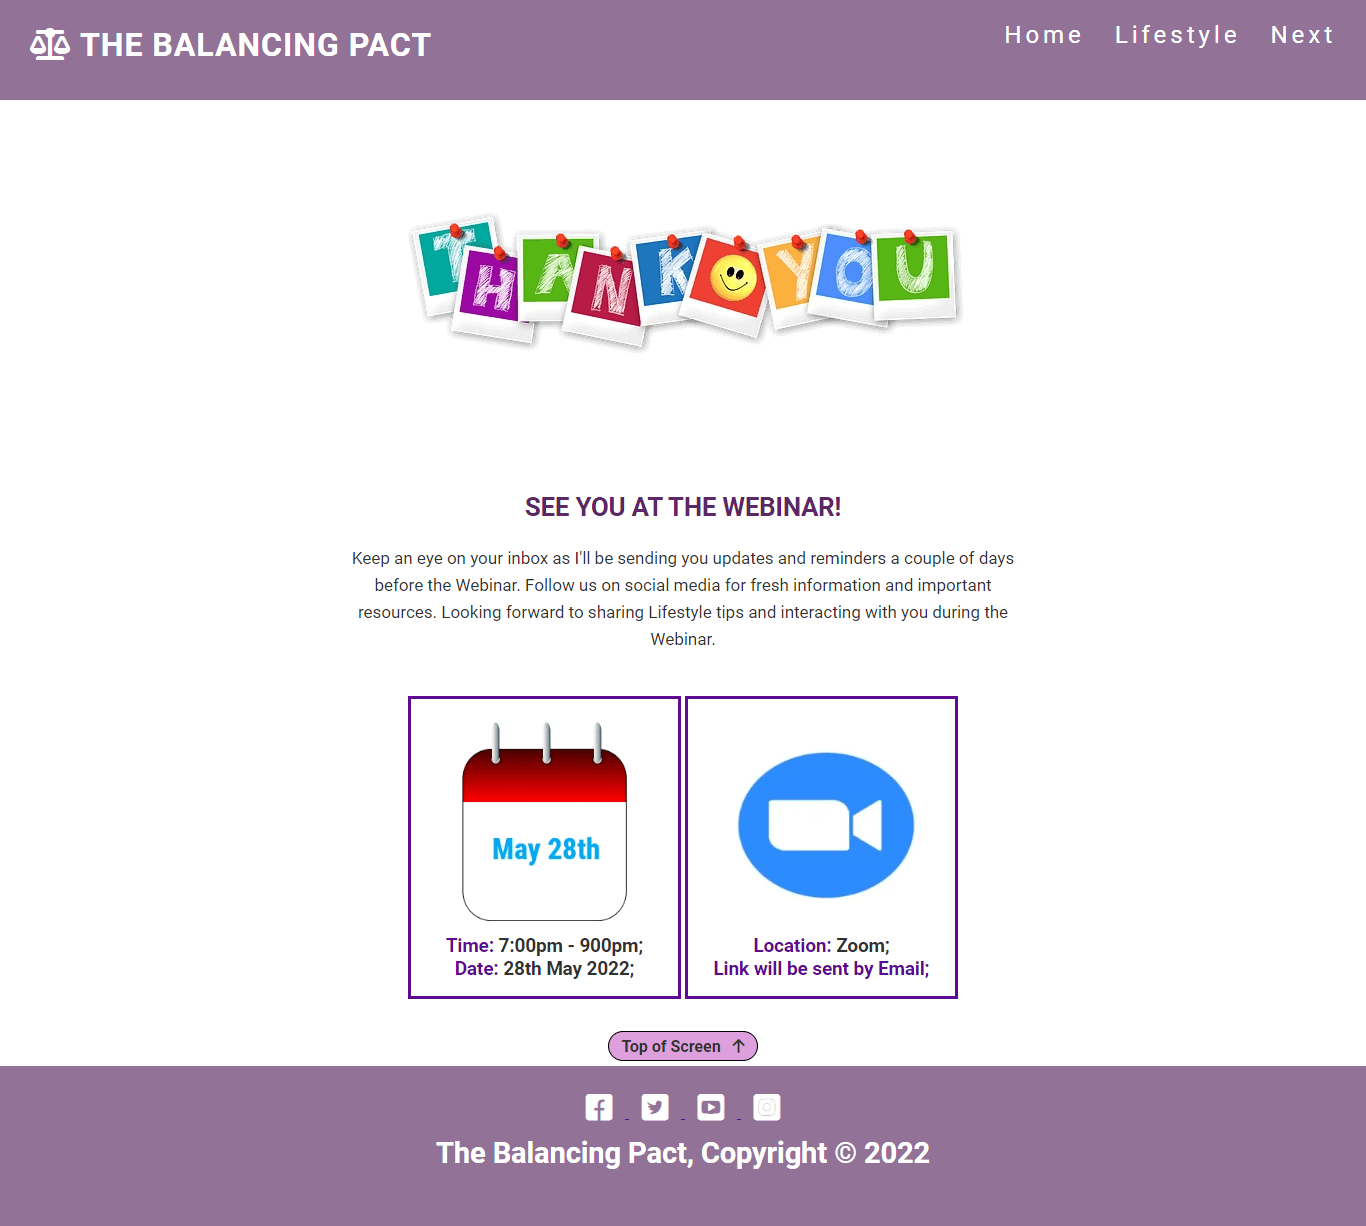 THE BALANCING PACT
Home Lifestyle Next
THANK YOU
SEE YOU AT THE WEBINAR!
Keep an eye on your inbox as I'll be sending you updates and reminders a couple of days
before the Webinar. Follow us on social media for fresh information and important
resources. Looking forward to sharing Lifestyle tips and interacting with you during the
Webinar.
May 28th
Time: 7:00pm - 900pm;
Date: 28th May 2022;
Location: Zoom;
Link will be sent by Email;
Top of Screen ↑
The Balancing Pact, Copyright © 2022